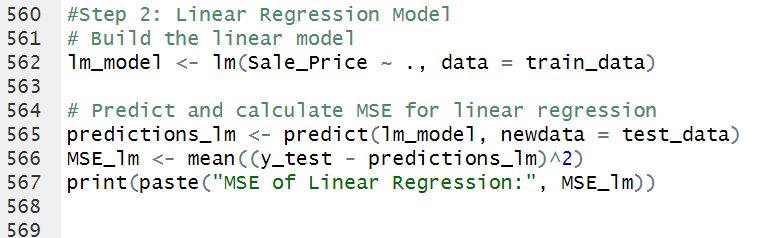 560 #Step 2: Linear Regression Model
561 # Build the linear model
562 lm_model <- lm(Sale_Price ~ ., data = train_data)
563
564 # Predict and calculate MSE for linear regression
565 predictions_lm <- predict(lm_model, newdata = test_data)
566 MSE_lm <- mean((y_test - predictions_lm)^2)
567 print(paste("MSE of Linear Regression:", MSE_lm))
568
569